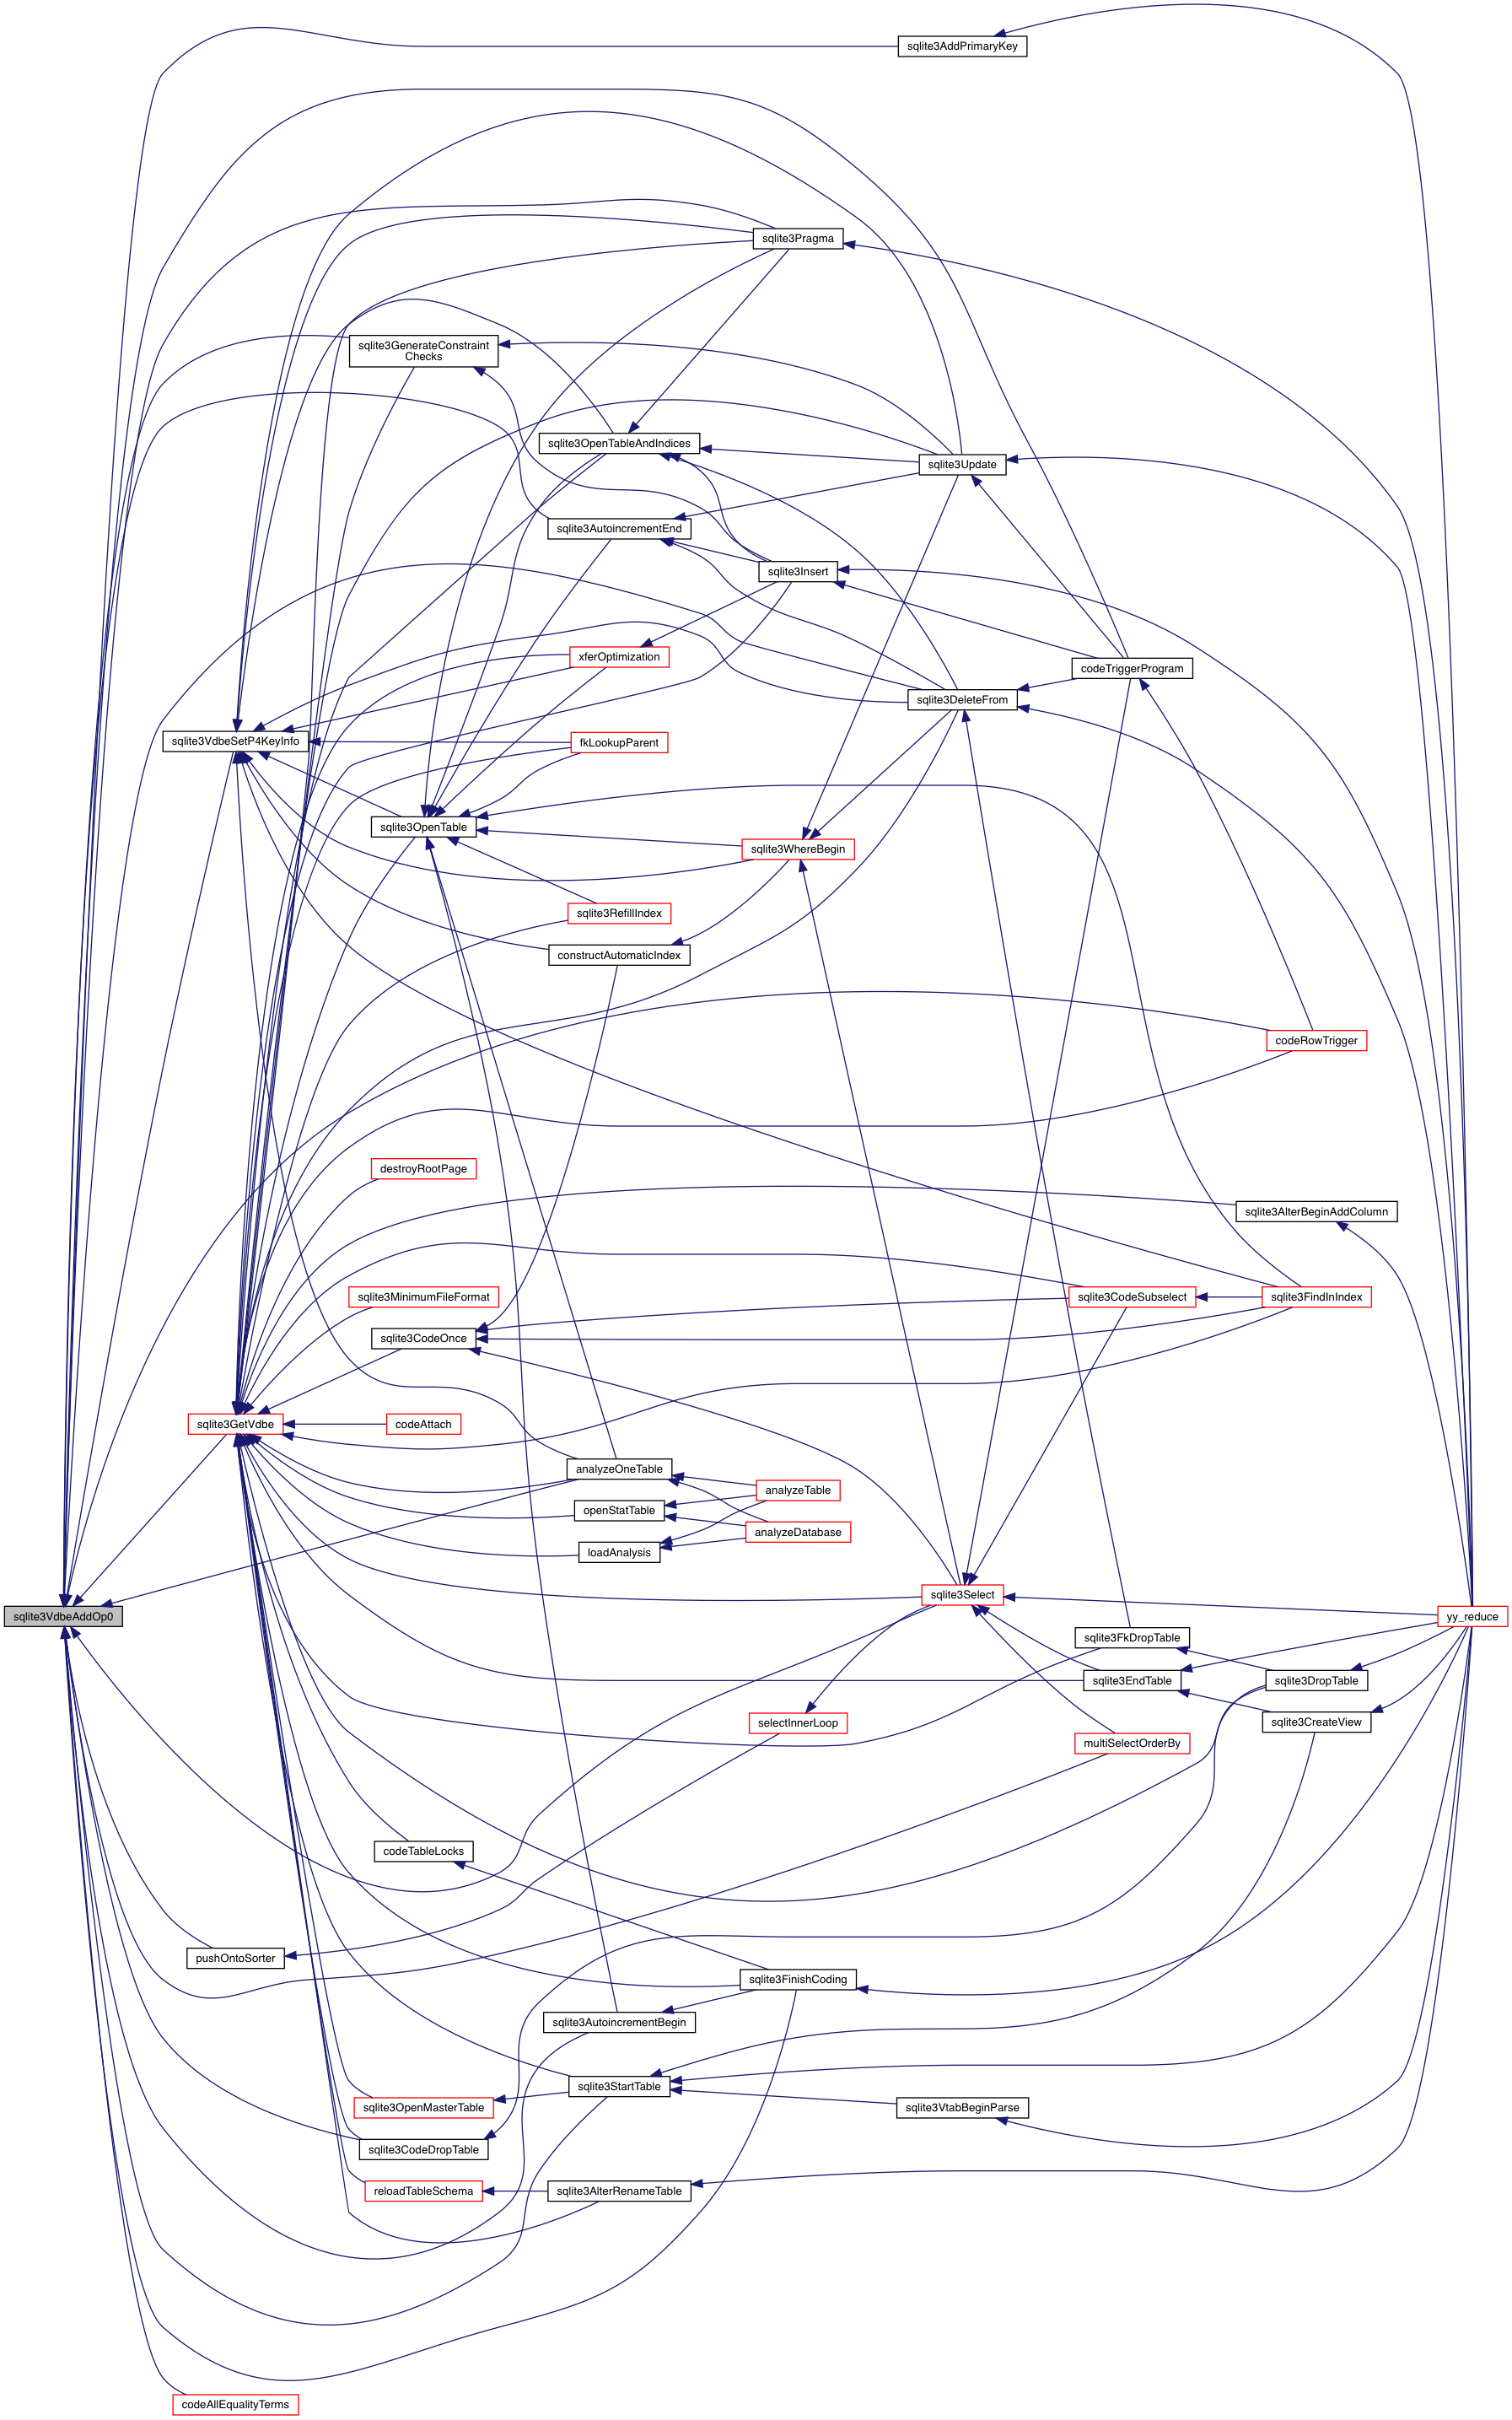 sqlite3AddPrimaryKey
sqlite3Pragma
sqlite3GenerateConstraint
Checks
sqlite3OpenTableAndIndices
sqlite3Update
sqlite3AutoincrementEnd
sqlite3Insert
xferOptimization
codeTriggerProgram
sqlite3DeleteFrom
sqlite3VdbeSetP4KeyInfo
fkLookupParent
sqlite3OpenTable
sqlite3WhereBegin
sqlite3RefillIndex
constructAutomaticIndex
codeRowTrigger
destroyRootPage
sqlite3AlterBeginAddColumn
sqlite3MinimumFileFormat
sqlite3CodeSubselect
sqlite3FindInIndex
sqlite3CodeOnce
sqlite3GetVdbe
codeAttach
analyzeOneTable
analyzeTable
openStatTable
analyzeDatabase
loadAnalysis
sqlite3Select
sqlite3VdbeAddOp0
yy_reduce
sqlite3FkDropTable
sqlite3EndTable
sqlite3DropTable
selectInnerLoop
sqlite3CreateView
multiSelectOrderBy
codeTableLocks
pushOntoSorter
sqlite3FinishCoding
sqlite3AutoincrementBegin
sqlite3StartTable
sqlite3OpenMasterTable
sqlite3VtabBeginParse
sqlite3CodeDropTable
reloadTableSchema
sqlite3AlterRenameTable
codeAllEqualityTerms